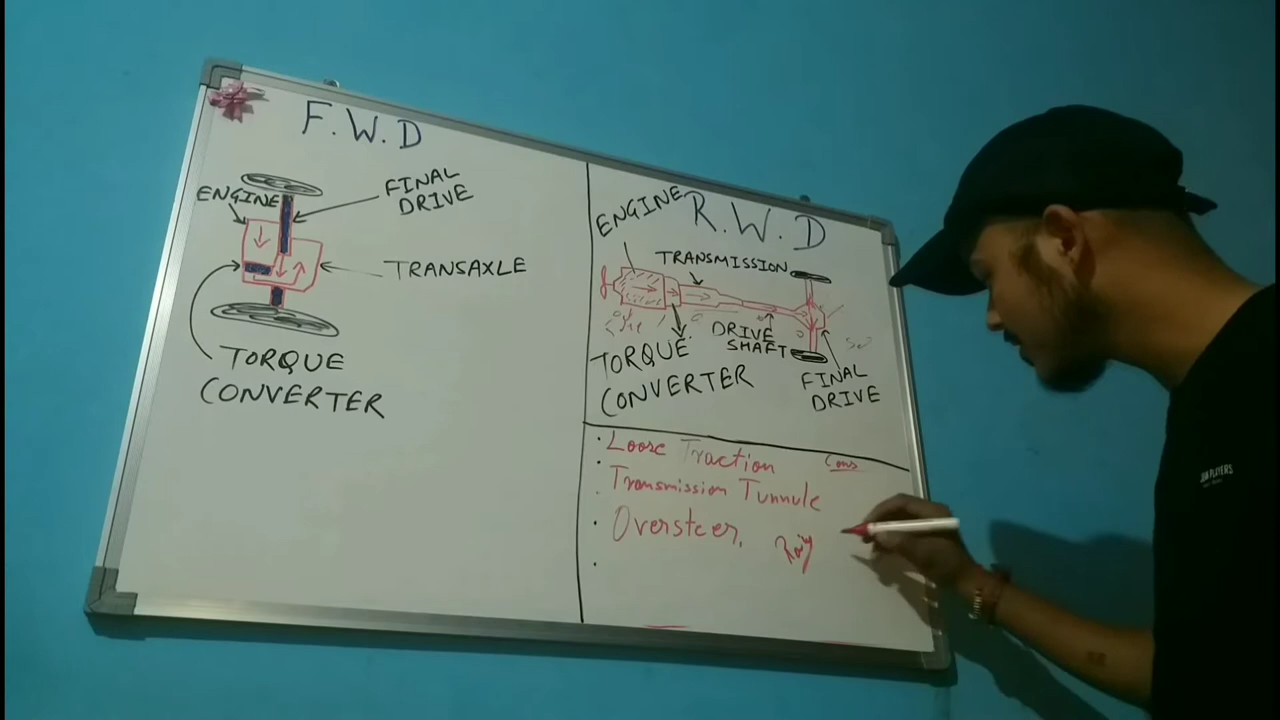 F.W.D
ENGINE
FINAL
DRIVE
TRANSAXLE
TORQUE
CONVERTER
R.W.D
ENGINE
TRANSMISSION
DRIVE
SHAFT
TORQUE
CONVERTER
FINAL
DRIVE
Cons
• Loose Traction
• Transmission Tunnule
• Oversteer,
PLAYERS